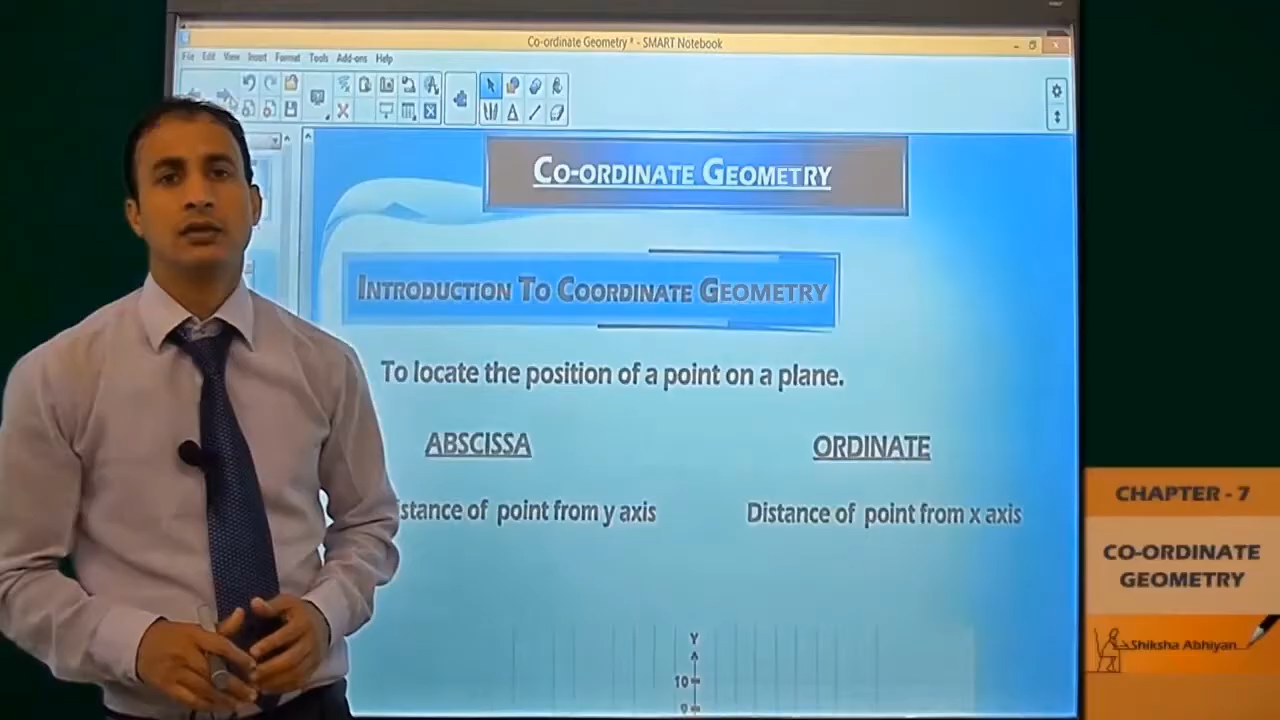 Co-ordinate Geometry * - SMART Notebook
File Edit View Insert Format Tools Add-ons Help
CO-ORDINATE GEOMETRY
INTRODUCTION TO COORDINATE GEOMETRY
To locate the position of a point on a plane.
ABSCISSA
ORDINATE
stance of point from y axis
Distance of point from x axis
Y
10
9
CHAPTER - 7
CO-ORDINATE
GEOMETRY
Shiksha Abhiyan